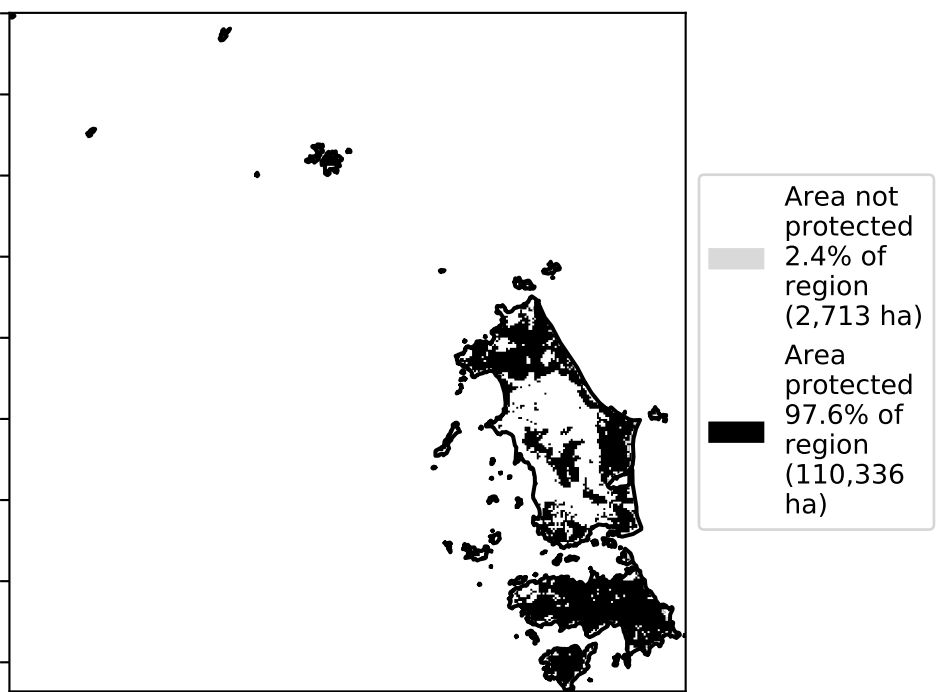 Area not
protected
2.4% of
region
(2,713 ha)
Area
protected
97.6% of
region
(110,336
ha)